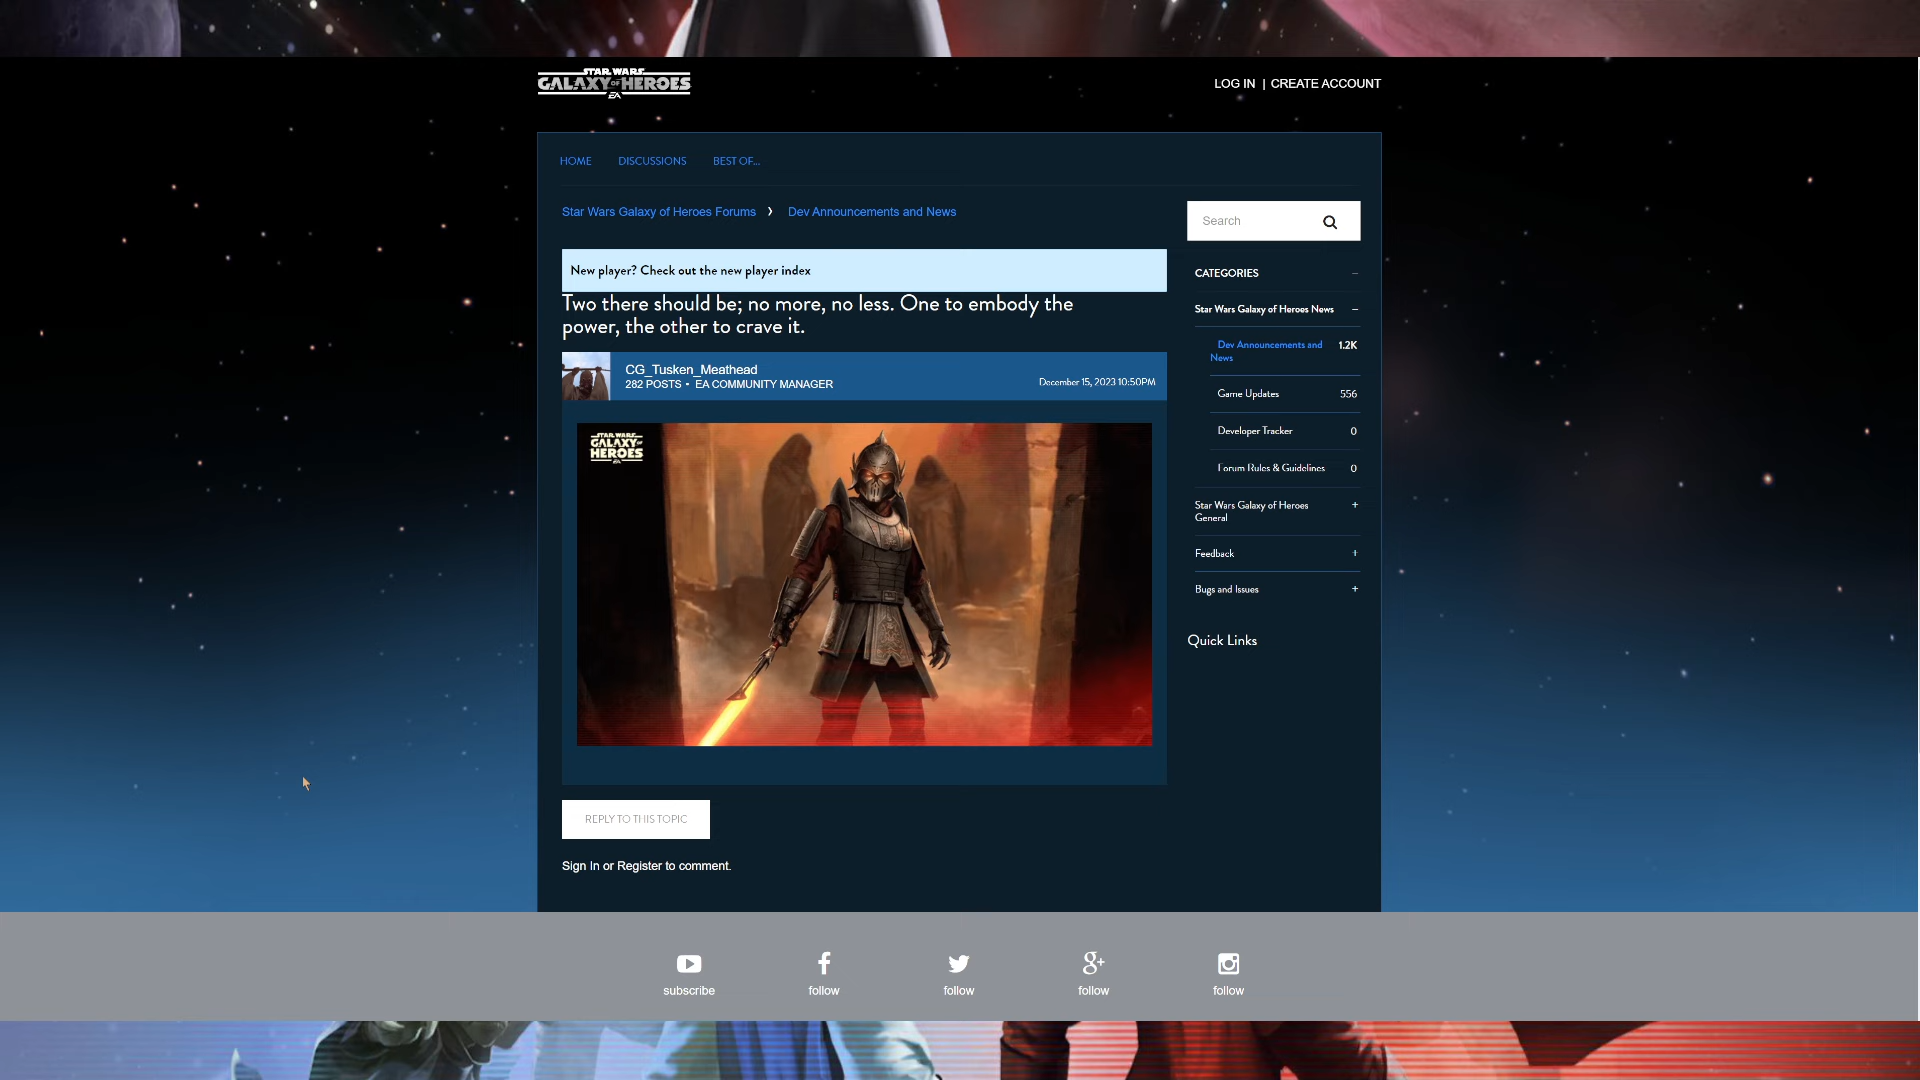 STAR WARS
GALAXY OF HEROES
EA
LOG IN | CREATE ACCOUNT
HOME DISCUSSIONS BEST OF...
Star Wars Galaxy of Heroes Forums › Dev Announcements and News
Search
New player? Check out the new player index
Two there should be; no more, no less. One to embody the
power, the other to crave it.
CG_Tusken_Meathead
282 POSTS • EA COMMUNITY MANAGER
December 15, 2023 10:50PM
STAR WARS
GALAXY OF
HEROES
EA
REPLY TO THIS TOPIC
Sign In or Register to comment.
CATEGORIES –
Star Wars Galaxy of Heroes News –
Dev Announcements and 1.2K
News
Game Updates 556
Developer Tracker 0
Forum Rules & Guidelines 0
Star Wars Galaxy of Heroes +
General
Feedback +
Bugs and Issues +
Quick Links
subscribe follow follow follow follow